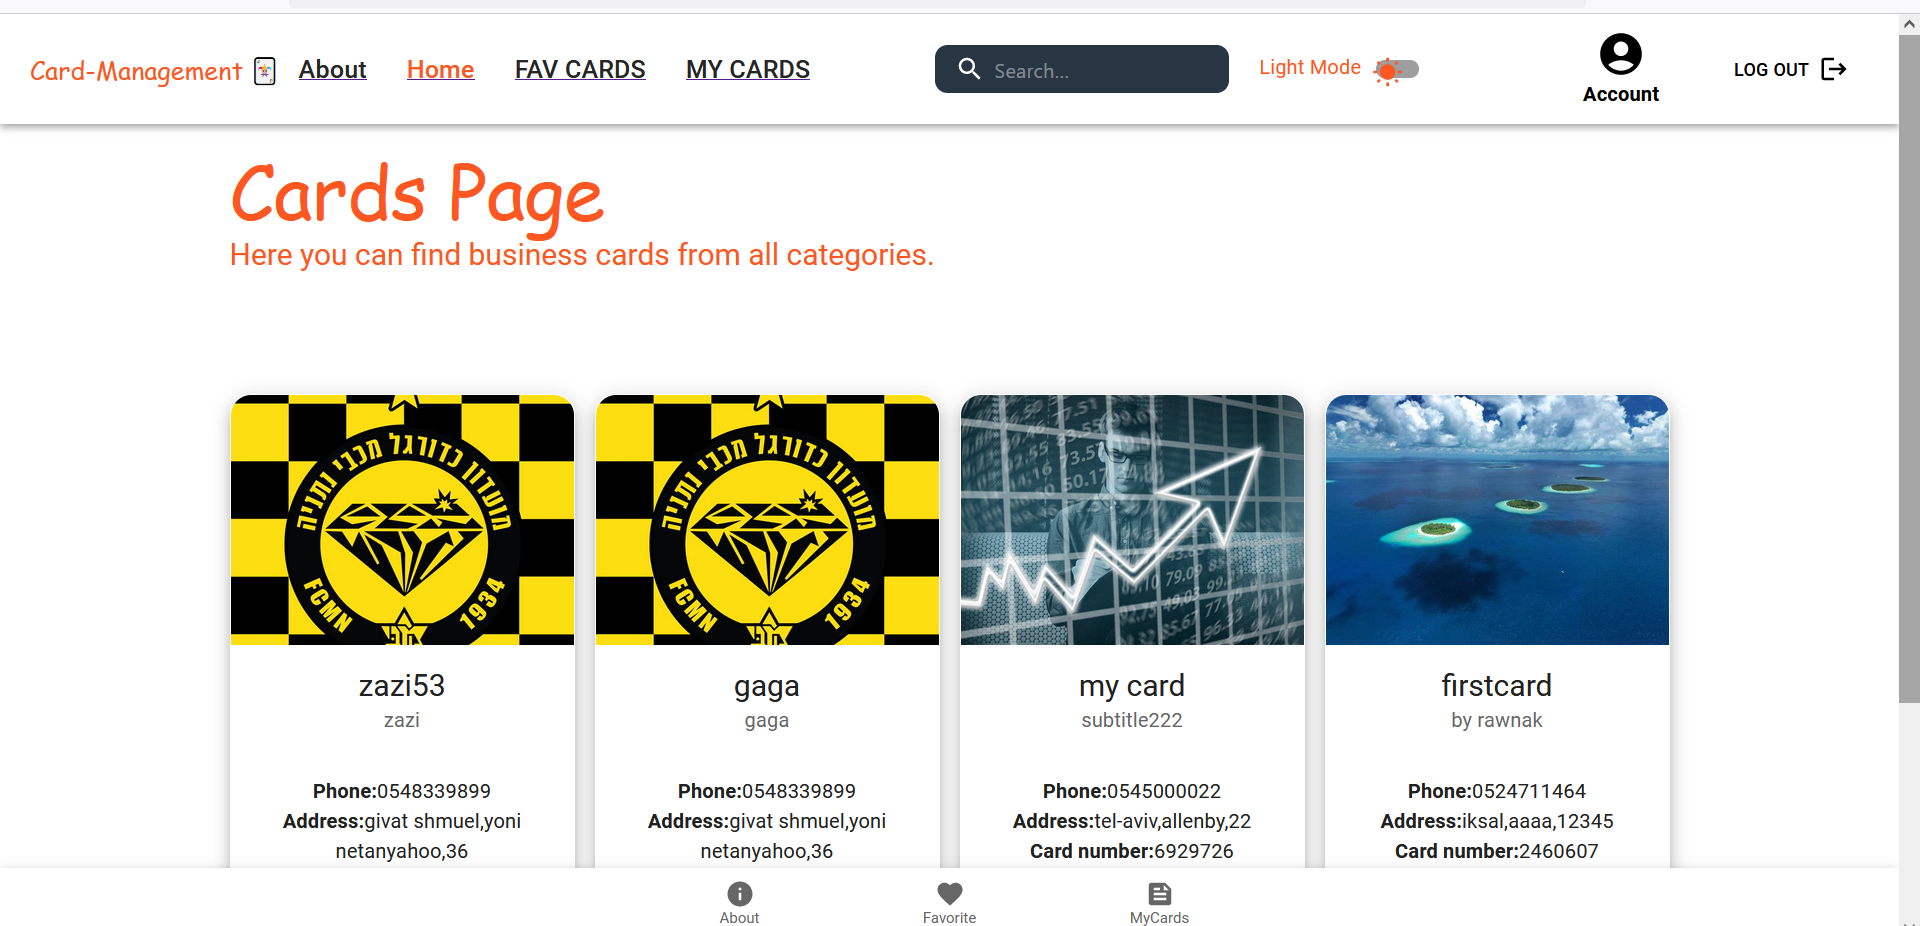 Card-Management
About
Home
FAV CARDS
MY CARDS
Search...
Light Mode
Account
LOG OUT
Cards Page
Here you can find business cards from all categories.
מועדון כדורגל מכבי נתניה
FCMN
1934
zazi53
zazi
Phone:0548339899
Address:givat shmuel,yoni
netanyahoo,36
מועדון כדורגל מכבי נתניה
FCMN
1934
gaga
gaga
Phone:0548339899
Address:givat shmuel,yoni
netanyahoo,36
my card
subtitle222
Phone:0545000022
Address:tel-aviv,allenby,22
Card number:6929726
firstcard
by rawnak
Phone:0524711464
Address:iksal,aaaa,12345
Card number:2460607
About
Favorite
MyCards